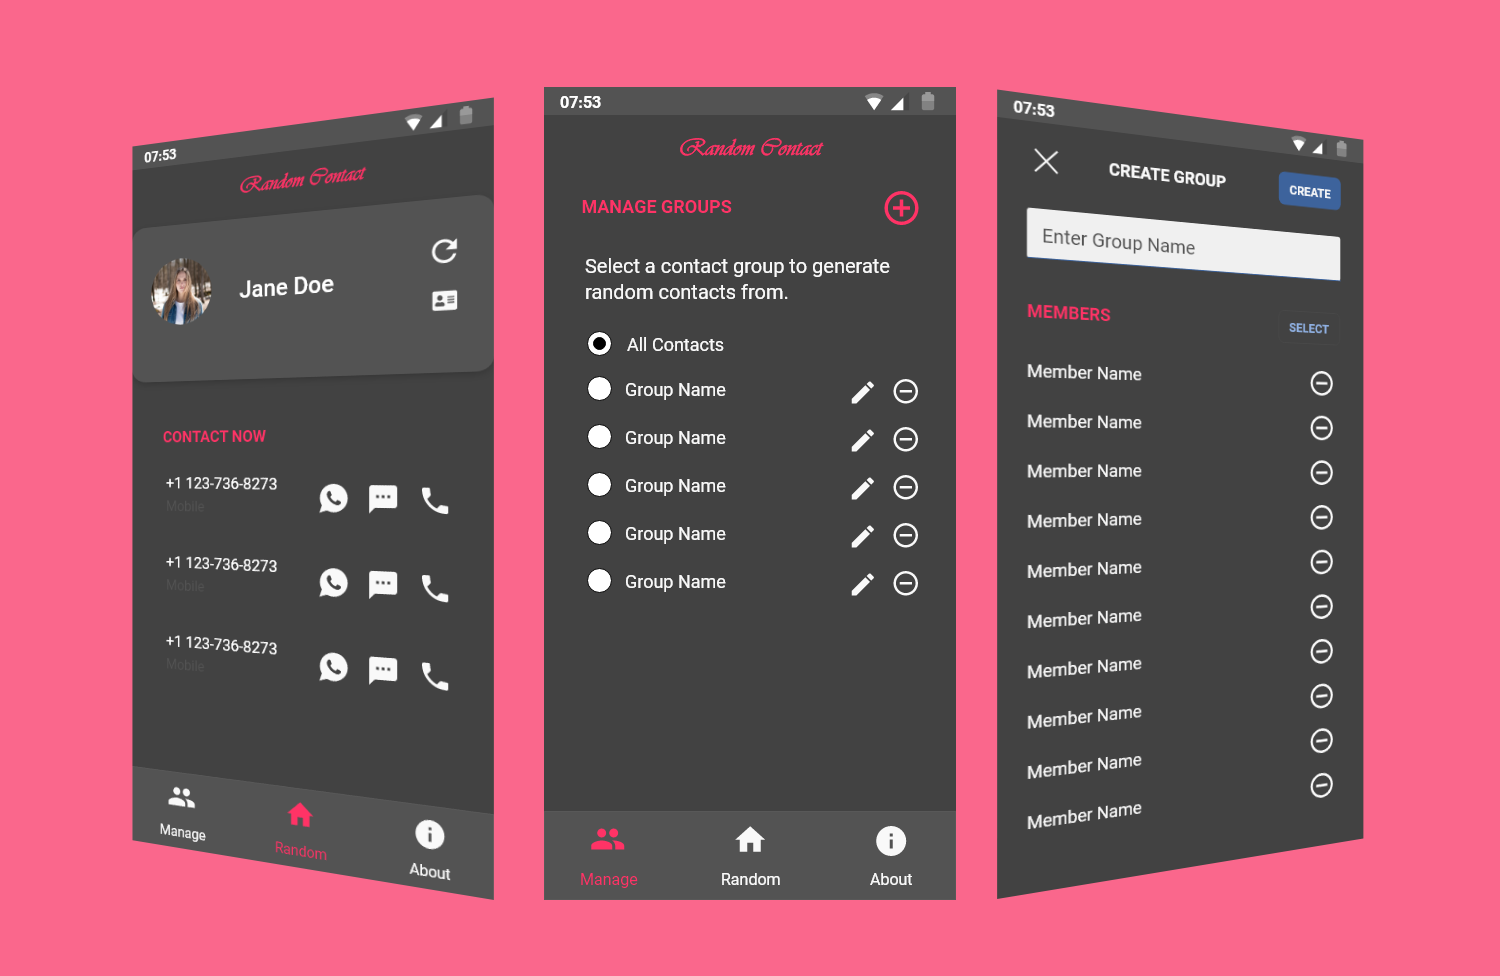 07:53
Random Contact
Jane Doe
CONTACT NOW
+1 123-736-8273
Mobile
+1 123-736-8273
Mobile
+1 123-736-8273
Mobile
Manage
Random
About
07:53
Random Contact
MANAGE GROUPS
Select a contact group to generate
random contacts from.
All Contacts
Group Name
Group Name
Group Name
Group Name
Group Name
Manage
Random
About
07:53
CREATE GROUP
CREATE
Enter Group Name
MEMBERS
SELECT
Member Name
Member Name
Member Name
Member Name
Member Name
Member Name
Member Name
Member Name
Member Name
Member Name